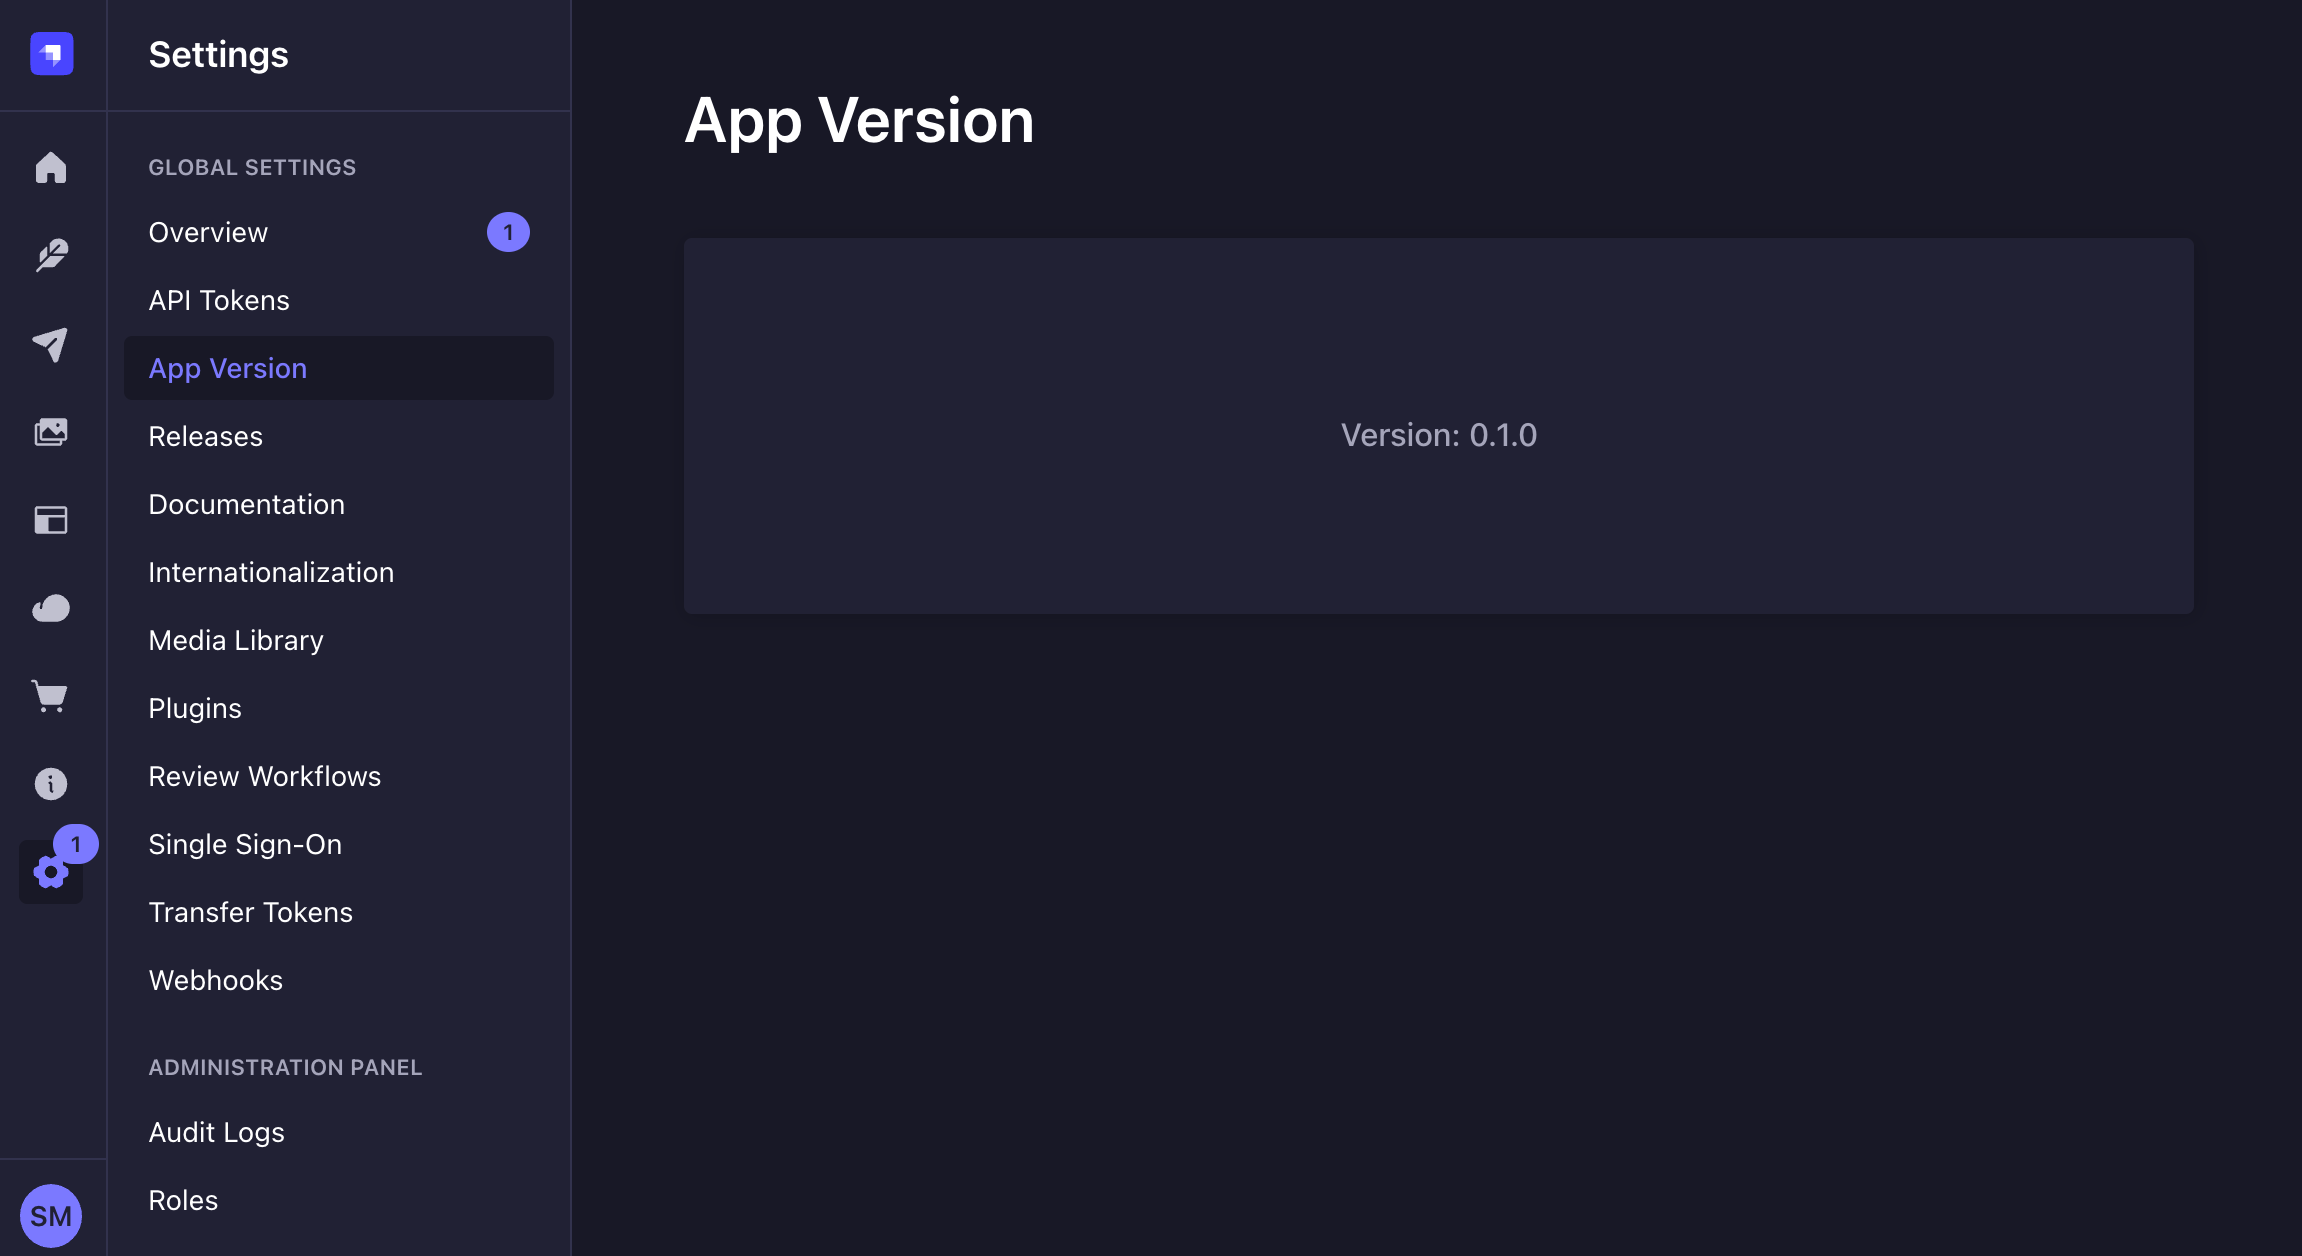 Settings
GLOBAL SETTINGS
Overview 1
API Tokens
App Version
Releases
Documentation
Internationalization
Media Library
Plugins
Review Workflows
Single Sign-On
Transfer Tokens
Webhooks
ADMINISTRATION PANEL
Audit Logs
Roles
1
SM
App Version
Version: 0.1.0